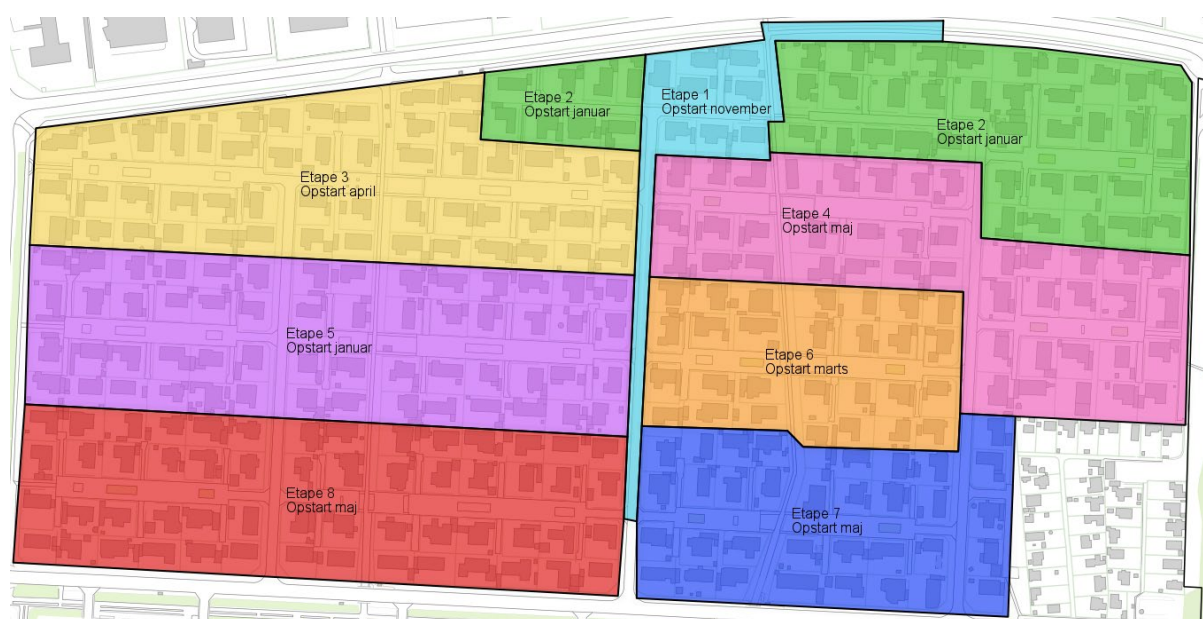 Etape 2
Opstart januar
Etape 1
Opstart november
Etape 2
Opstart januar
Etape 3
Opstart april
Etape 4
Opstart maj
Etape 5
Opstart januar
Etape 6
Opstart marts
Etape 8
Opstart maj
Etape 7
Opstart maj